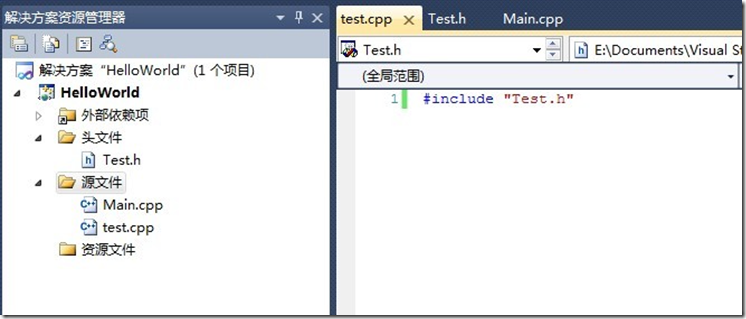 解决方案资源管理器
解决方案“HelloWorld”(1 个项目)
HelloWorld
外部依赖项
头文件
Test.h
源文件
Main.cpp
test.cpp
资源文件
test.cpp Test.h Main.cpp
Test.h E:\Documents\Visual St
(全局范围)
1 #include "Test.h"